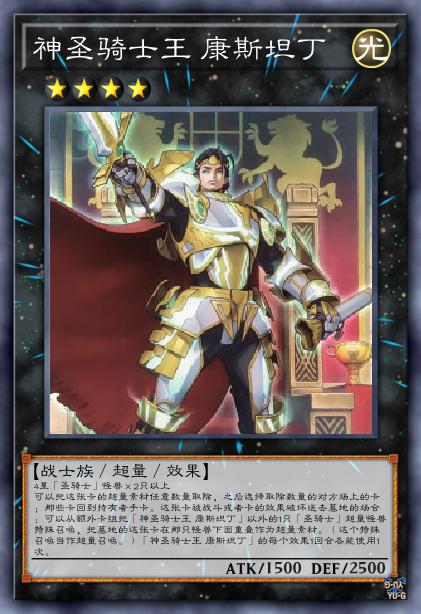 神圣骑士王 康斯坦丁
光
【战士族/超量/效果】
4星「圣骑士」怪兽×2只以上
可以把这张卡的超量素材任意数量取除,之后选择取除数量的对方场上的卡
;那些卡回到持有者手卡。这张卡被战斗或者卡的效果破坏送去墓地的场合
;可以从额外卡组把「神圣骑士王 康斯坦丁」以外的1只「圣骑士」超量怪兽
特殊召唤,把墓地的这张卡在那只怪兽下面重叠作为超量素材。(这个特殊
召唤当作超量召唤。)「神圣骑士王 康斯坦丁」的每个效果1回合各能使用1
次。
ATK/1500 DEF/2500